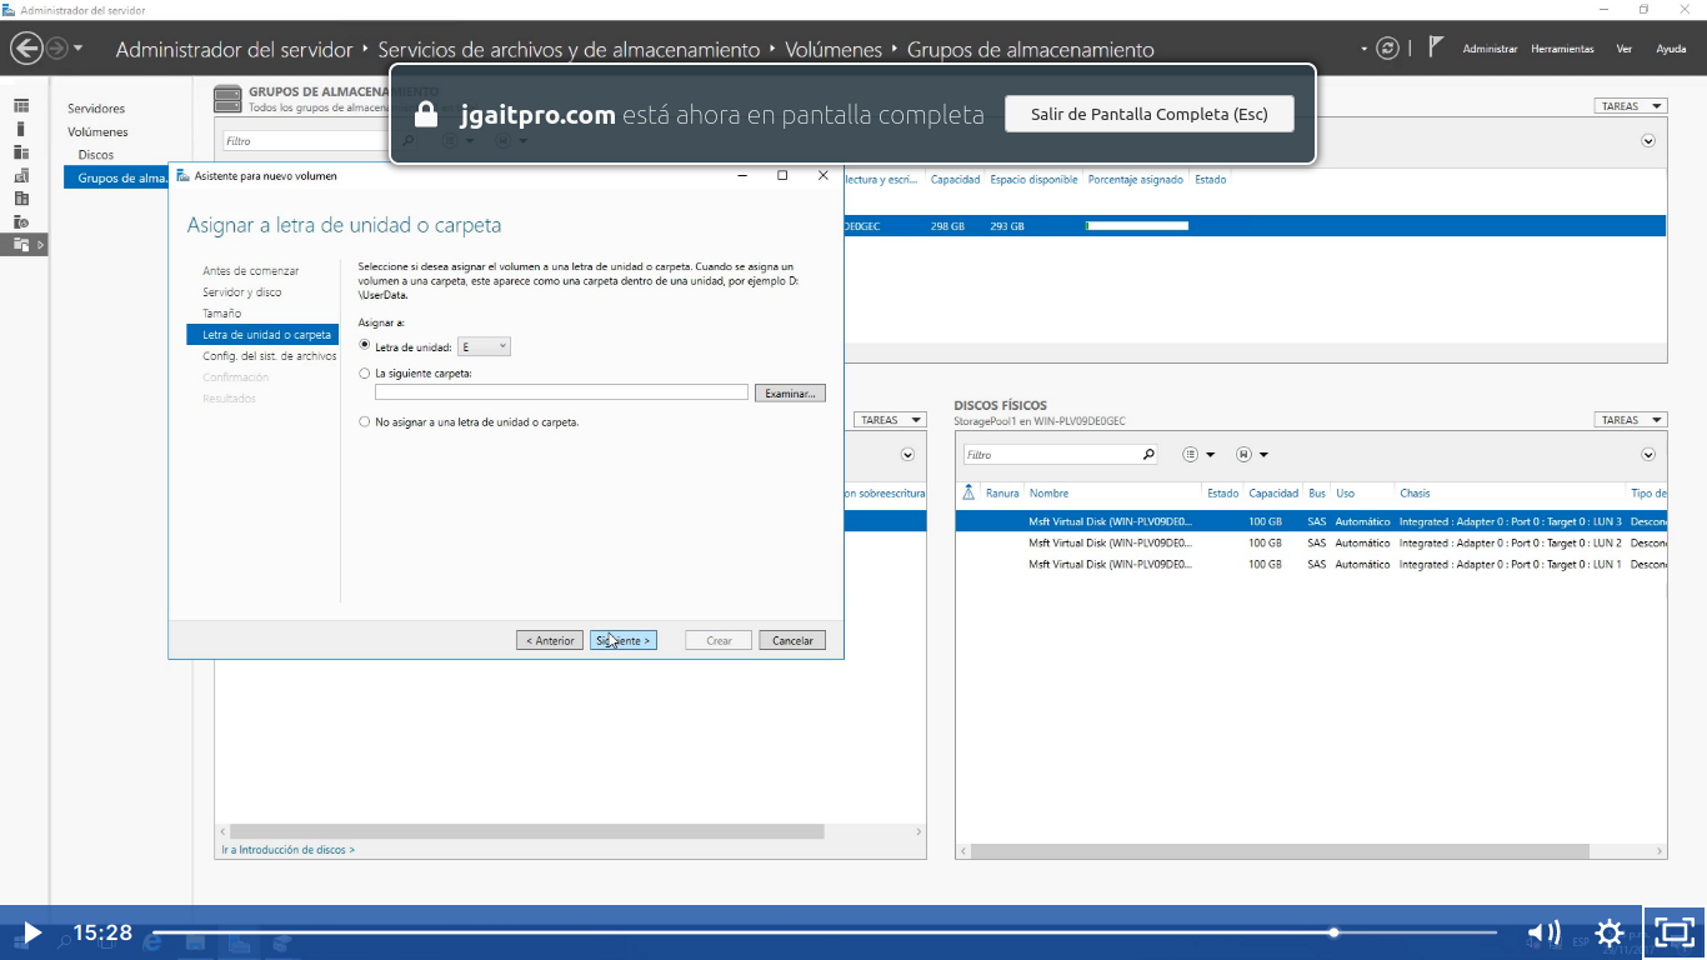 Administrador del servidor
Administrador del servidor
Servicios de archivos y de almacenamiento
Volúmenes
Grupos de almacenamiento
Administrar
Herramientas
Ver
Ayuda
jgaitpro.com está ahora en pantalla completa
Salir de Pantalla Completa (Esc)
Servidores
Volúmenes
Discos
Grupos de alma...
GRUPOS DE ALMACENAMIENTO
Todos los grupos de almacena
TAREAS
Filtro
lectura y escri...
Capacidad
Espacio disponible
Porcentaje asignado
Estado
DE0GEC
298 GB
293 GB
Asistente para nuevo volumen
Asignar a letra de unidad o carpeta
Antes de comenzar
Servidor y disco
Tamaño
Letra de unidad o carpeta
Config. del sist. de archivos
Confirmación
Resultados
Seleccione si desea asignar el volumen a una letra de unidad o carpeta. Cuando se asigna un
volumen a una carpeta, este aparece como una carpeta dentro de una unidad, por ejemplo D:
\UserData.
Asignar a:
Letra de unidad:
E
La siguiente carpeta:
Examinar...
No asignar a una letra de unidad o carpeta.
< Anterior
Siguiente >
Crear
Cancelar
TAREAS
on sobreescritura
Ir a Introducción de discos >
DISCOS FÍSICOS
StoragePool1 en WIN-PLV09DE0GEC
TAREAS
Filtro
Ranura
Nombre
Estado
Capacidad
Bus
Uso
Chasis
Tipo de
Msft Virtual Disk (WIN-PLV09DE0... 100 GB SAS Automático Integrated : Adapter 0 : Port 0 : Target 0 : LUN 3 Descone
Msft Virtual Disk (WIN-PLV09DE0... 100 GB SAS Automático Integrated : Adapter 0 : Port 0 : Target 0 : LUN 2 Descone
Msft Virtual Disk (WIN-PLV09DE0... 100 GB SAS Automático Integrated : Adapter 0 : Port 0 : Target 0 : LUN 1 Descone
15:28
ESP